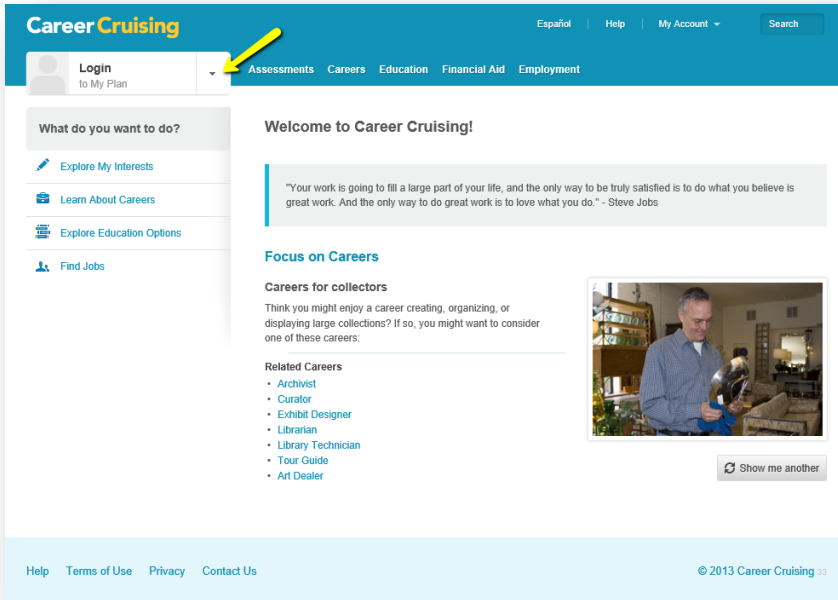 CareerCruising
Español
Help
My Account
Search
Login
to My Plan
Assessments
Careers
Education
Financial Aid
Employment
What do you want to do?
Explore My Interests
Learn About Careers
Explore Education Options
Find Jobs
Welcome to Career Cruising!
"Your work is going to fill a large part of your life, and the only way to be truly satisfied is to do what you believe is
great work. And the only way to do great work is to love what you do." - Steve Jobs
Focus on Careers
Careers for collectors
Think you might enjoy a career creating, organizing, or
displaying large collections? If so, you might want to consider
one of these careers:
Related Careers
• Archivist
• Curator
• Exhibit Designer
• Librarian
• Library Technician
• Tour Guide
• Art Dealer
Show me another
Help
Terms of Use
Privacy
Contact Us
© 2013 Career Cruising 33